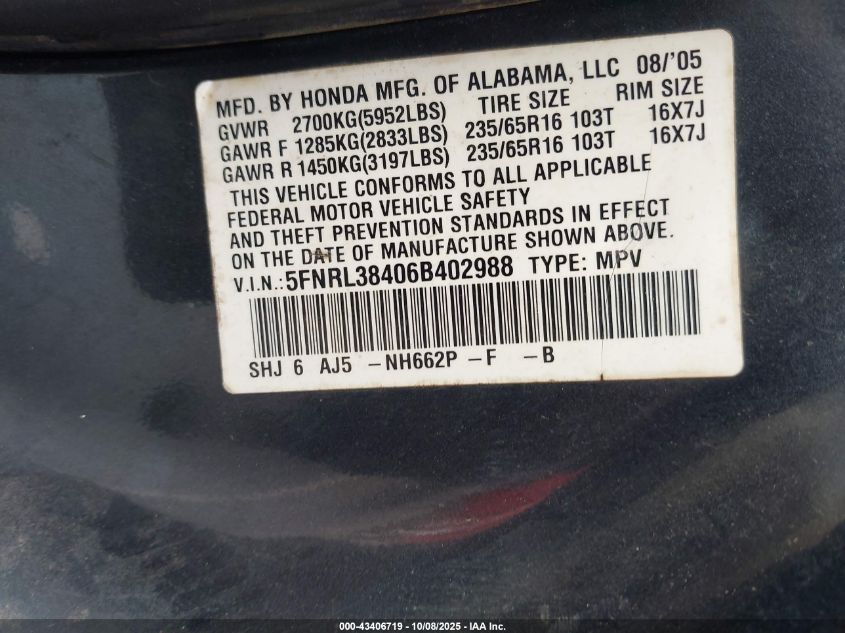 MFD. BY HONDA MFG. OF ALABAMA, LLC 08/'05
GVWR 2700KG(5952LBS) TIRE SIZE RIM SIZE
GAWR F 1285KG(2833LBS) 235/65R16 103T 16X7J
GAWR R 1450KG(3197LBS) 235/65R16 103T 16X7J
THIS VEHICLE CONFORMS TO ALL APPLICABLE
FEDERAL MOTOR VEHICLE SAFETY
AND THEFT PREVENTION STANDARDS IN EFFECT
ON THE DATE OF MANUFACTURE SHOWN ABOVE.
V.I.N.:5FNRL38406B402988 TYPE: MPV
SHJ 6 AJ5 -NH662P -F -B
000-43406719 - 10/08/2025 - IAA Inc.